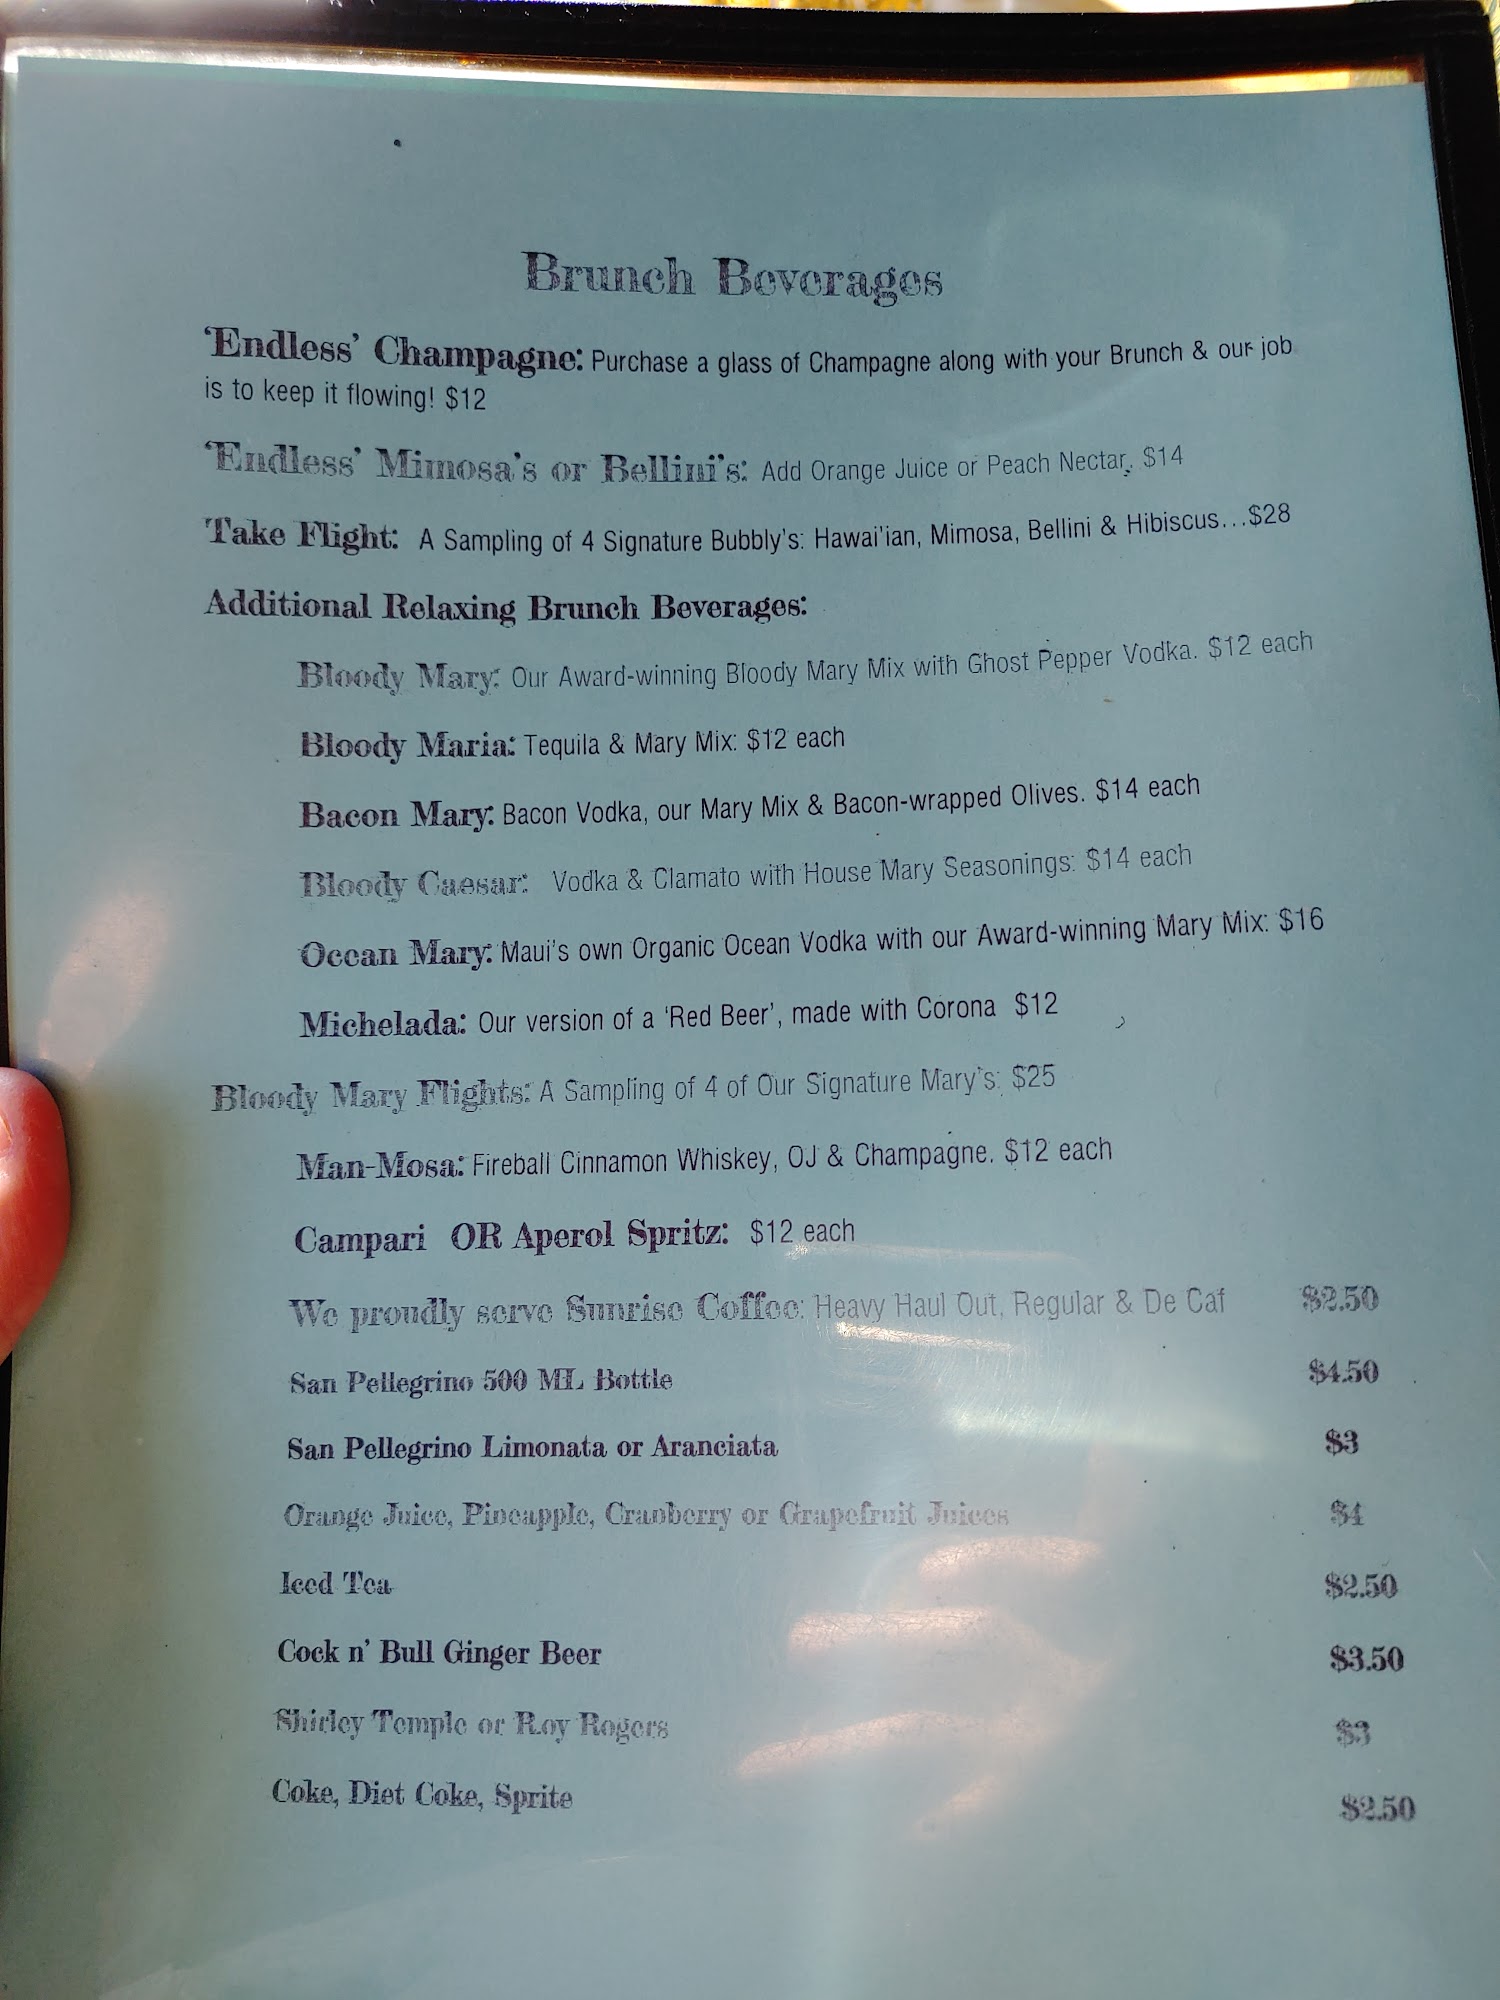 Brunch Beverages
‘Endless’ Champagne: Purchase a glass of Champagne along with your Brunch & our job
is to keep it flowing! $12
‘Endless’ Mimosa’s or Bellini’s: Add Orange Juice or Peach Nectar. $14
Take Flight: A Sampling of 4 Signature Bubbly’s: Hawai’ian, Mimosa, Bellini & Hibiscus…$28
Additional Relaxing Brunch Beverages:
Bloody Mary: Our Award-winning Bloody Mary Mix with Ghost Pepper Vodka. $12 each
Bloody Maria: Tequila & Mary Mix: $12 each
Bacon Mary: Bacon Vodka, our Mary Mix & Bacon-wrapped Olives. $14 each
Bloody Caesar: Vodka & Clamato with House Mary Seasonings: $14 each
Ocean Mary: Maui’s own Organic Ocean Vodka with our Award-winning Mary Mix: $16
Michelada: Our version of a ‘Red Beer’, made with Corona $12
Bloody Mary Flights: A Sampling of 4 of Our Signature Mary’s: $25
Man-Mosa: Fireball Cinnamon Whiskey, OJ & Champagne. $12 each
Campari OR Aperol Spritz: $12 each
We proudly serve Sunrise Coffee: Heavy Haul Out, Regular & De Caf $2.50
San Pellegrino 500 ML Bottle $4.50
San Pellegrino Limonata or Aranciata $3
Orange Juice, Pineapple, Cranberry or Grapefruit Juices $4
Iced Tea $2.50
Cock n’ Bull Ginger Beer $3.50
Shirley Temple or Roy Rogers $3
Coke, Diet Coke, Sprite $2.50